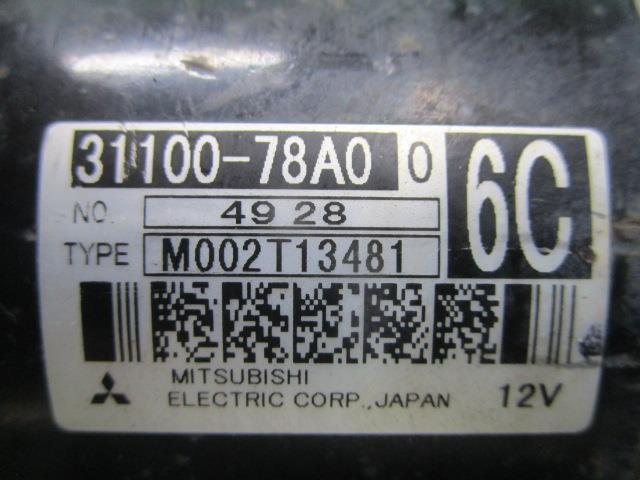 31100-78A0 0 6C
NO. 49 28
TYPE M002T13481
MITSUBISHI
ELECTRIC CORP., JAPAN 12V